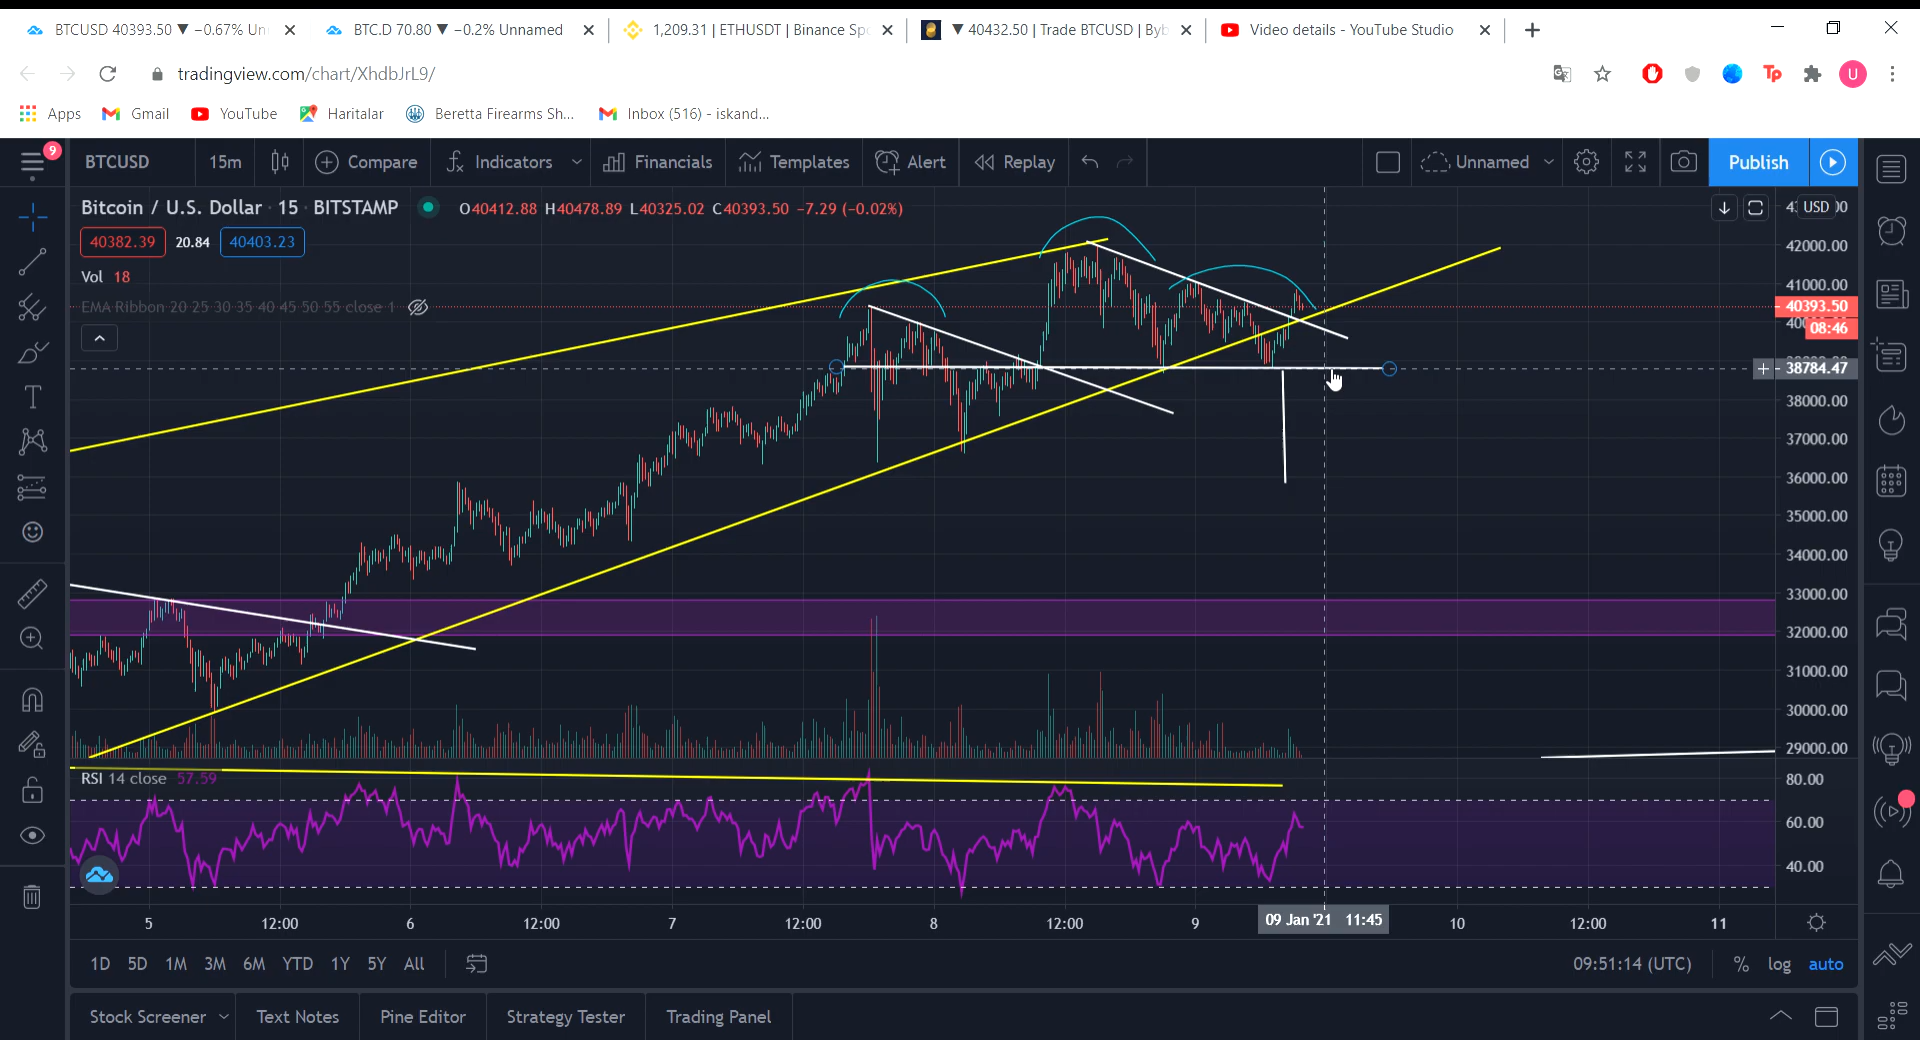 BTCUSD 40393.50 ▼ −0.67% Un
BTC.D 70.80 ▼ −0.2% Unnamed
1,209.31 | ETHUSDT | Binance Spo
▼ 40432.50 | Trade BTCUSD | Byb
Video details - YouTube Studio
tradingview.com/chart/XhdbJrL9/
Tp
U
Apps
Gmail
YouTube
Haritalar
Beretta Firearms Sh...
Inbox (516) - iskand...
9
BTCUSD
15m
Compare
Indicators
Financials
Templates
Alert
Replay
Unnamed
Publish
Bitcoin / U.S. Dollar · 15 · BITSTAMP
O40412.88 H40478.89 L40325.02 C40393.50 −7.29 (−0.02%)
USD
40382.39 20.84 40403.23
Vol 18
EMA Ribbon 20 25 30 35 40 45 50 55 close 1
42000.00
41000.00
40393.50
08:46
38784.47
38000.00
37000.00
36000.00
35000.00
34000.00
33000.00
32000.00
31000.00
30000.00
29000.00
RSI 14 close 57.59
80.00
60.00
40.00
5 12:00 6 12:00 7 12:00 8 12:00 9 09 Jan '21 11:45 10 12:00 11
1D 5D 1M 3M 6M YTD 1Y 5Y All
09:51:14 (UTC) % log auto
Stock Screener Text Notes Pine Editor Strategy Tester Trading Panel